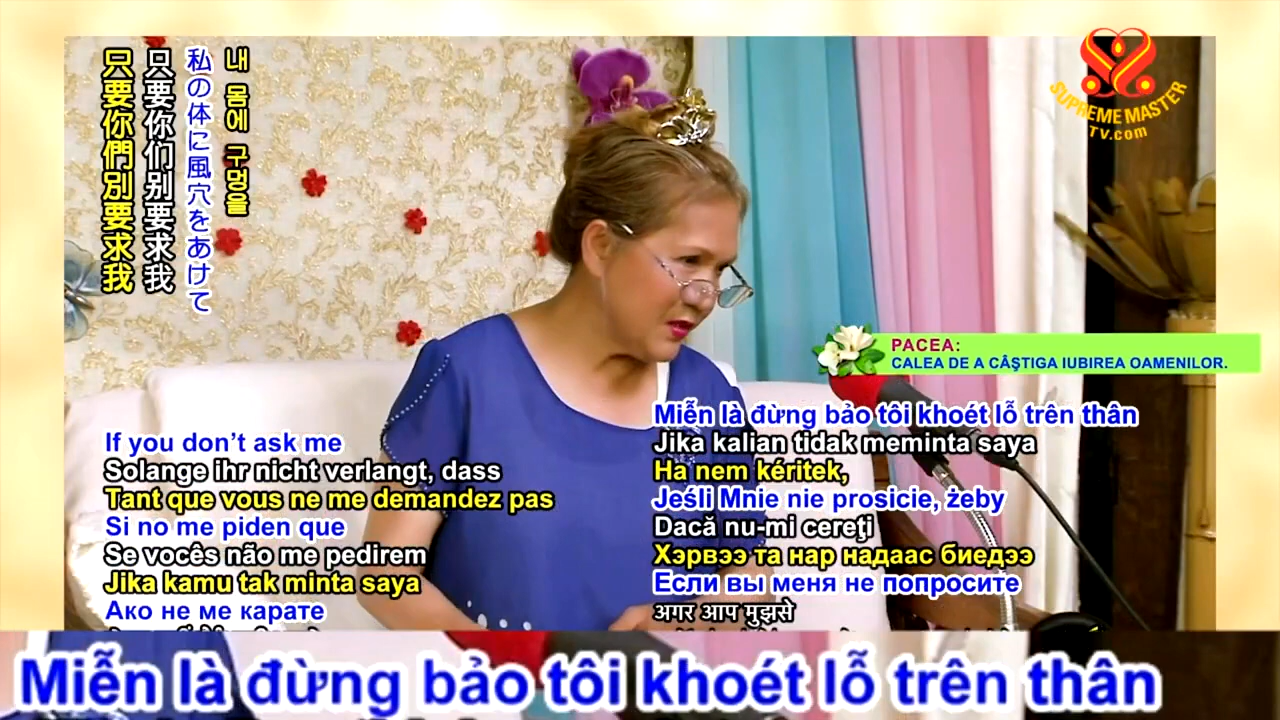 내 몸에 구멍을
私の体に風穴をあけて
只要你们别要求我
只要你們別要求我
SUPREME MASTER
TV.com
PACEA:
CALEA DE A CÂŞTIGA IUBIREA OAMENILOR.
If you don’t ask me
Solange ihr nicht verlangt, dass
Tant que vous ne me demandez pas
Si no me piden que
Se vocês não me pedirem
Jika kamu tak minta saya
Ако не ме карате
Miễn là đừng bảo tôi khoét lỗ trên thân
Jika kalian tidak meminta saya
Ha nem kéritek,
Jeśli Mnie nie prosicie, żeby
Dacă nu-mi cereţi
Хэрвээ та нар надаас биедээ
Если вы меня не попросите
अगर आप मुझसे
Miễn là đừng bảo tôi khoét lỗ trên thân